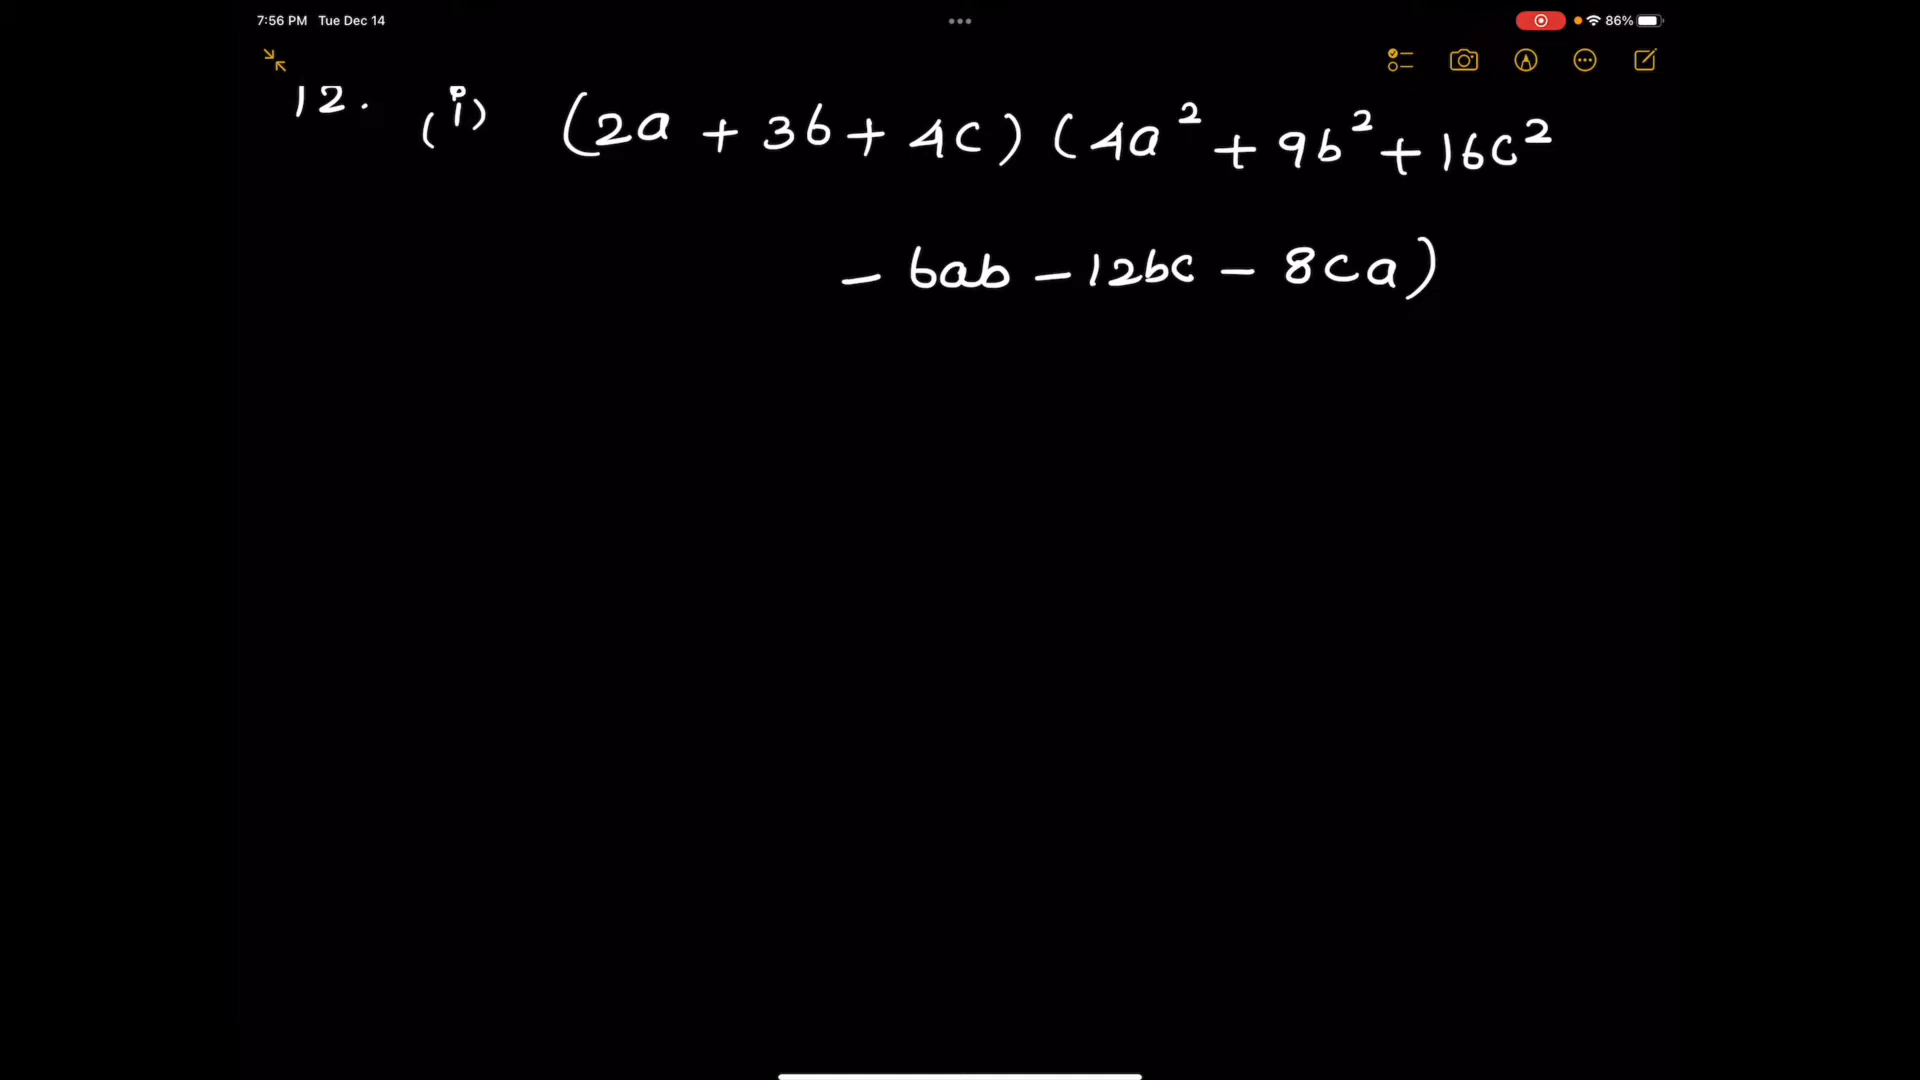 7:56 PM Tue Dec 14
86%
12. (i) (2a + 3b + 4c) (4a² + 9b² + 16c²
- 6ab - 12bc - 8ca)